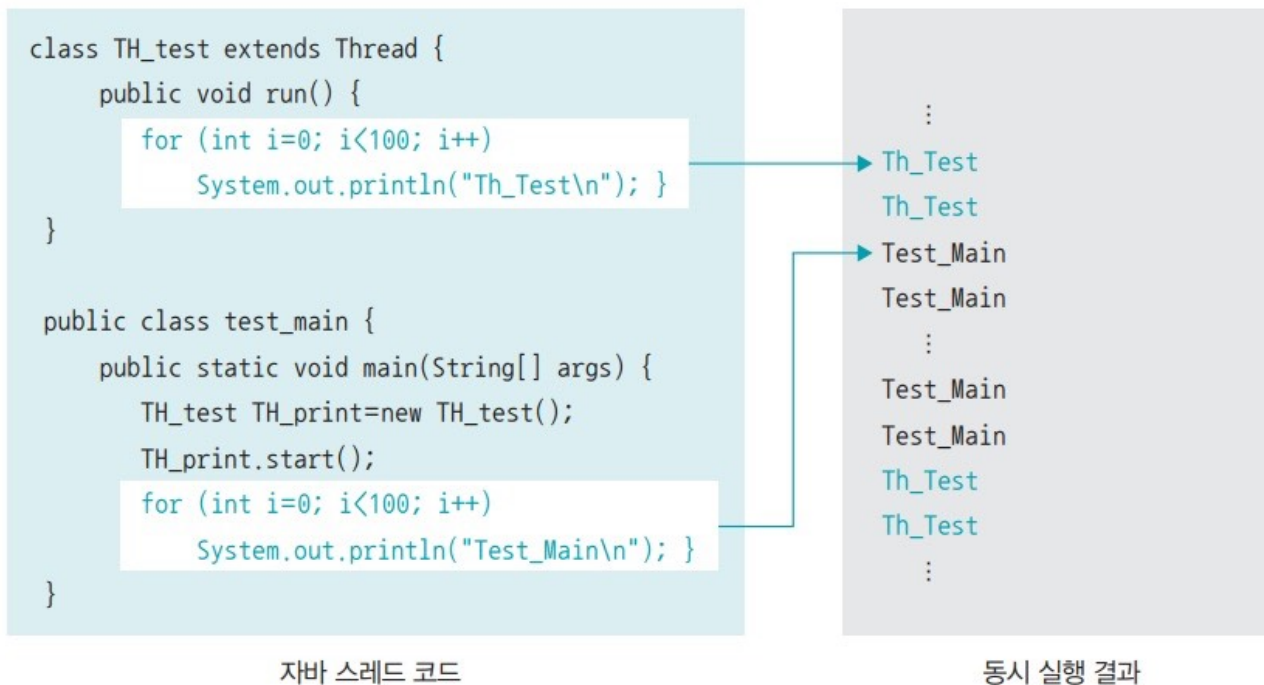 class TH_test extends Thread {
public void run() {
for (int i=0; i<100; i++)
System.out.println("Th_Test\n"); }
}
public class test_main {
public static void main(String[] args) {
TH_test TH_print=new TH_test();
TH_print.start();
for (int i=0; i<100; i++)
System.out.println("Test_Main\n"); }
}
자바 스레드 코드
⋮
Th_Test
Th_Test
Test_Main
Test_Main
⋮
Test_Main
Test_Main
Th_Test
Th_Test
⋮
동시 실행 결과